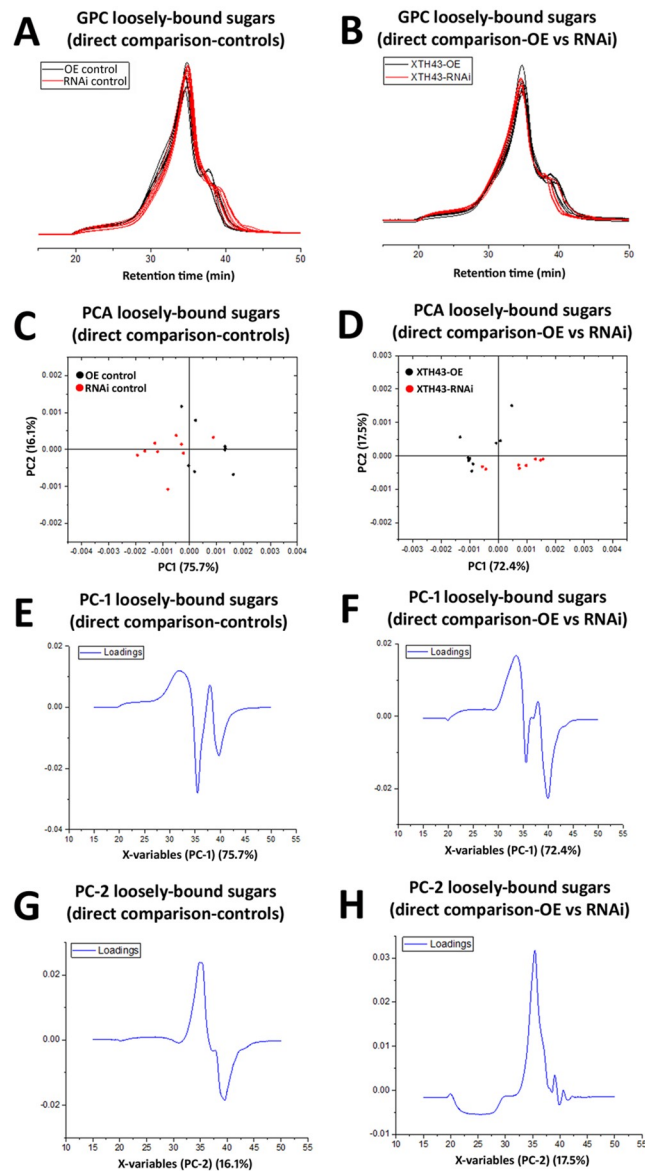 A
GPC loosely-bound sugars
(direct comparison-controls)
OE control
RNAi control
20 30 40 50
Retention time (min)
B
GPC loosely-bound sugars
(direct comparison-OE vs RNAi)
XTH43-OE
XTH43-RNAi
20 30 40 50
Retention time (min)
C
PCA loosely-bound sugars
(direct comparison-controls)
OE control
RNAi control
0.002
0.001
0.000
-0.001
-0.002
PC2 (16.1%)
-0.004 -0.003 -0.002 -0.001 0.000 0.001 0.002 0.003 0.004
PC1 (75.7%)
D
PCA loosely-bound sugars
(direct comparison-OE vs RNAi)
XTH43-OE
XTH43-RNAi
0.003
0.002
0.001
0.000
-0.001
-0.002
PC2 (17.5%)
-0.004 -0.003 -0.002 -0.001 0.000 0.001 0.002 0.003 0.004
PC1 (72.4%)
E
PC-1 loosely-bound sugars
(direct comparison-controls)
Loadings
0.02
0.00
-0.02
-0.04
10 15 20 25 30 35 40 45 50 55
X-variables (PC-1) (75.7%)
F
PC-1 loosely-bound sugars
(direct comparison-OE vs RNAi)
Loadings
0.02
0.00
-0.02
10 15 20 25 30 35 40 45 50 55
X-variables (PC-1) (72.4%)
G
PC-2 loosely-bound sugars
(direct comparison-controls)
Loadings
0.02
0.00
-0.02
10 15 20 25 30 35 40 45 50 55
X-variables (PC-2) (16.1%)
H
PC-2 loosely-bound sugars
(direct comparison-OE vs RNAi)
Loadings
0.03
0.02
0.01
0.00
-0.01
10 15 20 25 30 35 40 45 50 55
X-variables (PC-2) (17.5%)